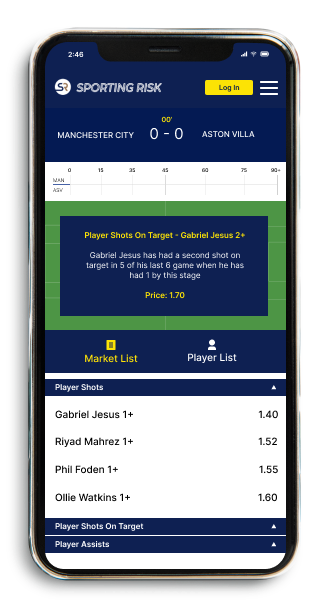 2:46
SR SPORTING RISK
Log In
00'
MANCHESTER CITY 0 - 0 ASTON VILLA
0 15 35 45 60 75 90+
MAN
ASV
Player Shots On Target - Gabriel Jesus 2+
Gabriel Jesus has had a second shot on
target in 5 of his last 6 game when he has
had 1 by this stage
Price: 1.70
Market List Player List
Player Shots
Gabriel Jesus 1+ 1.40
Riyad Mahrez 1+ 1.52
Phil Foden 1+ 1.55
Ollie Watkins 1+ 1.60
Player Shots On Target
Player Assists